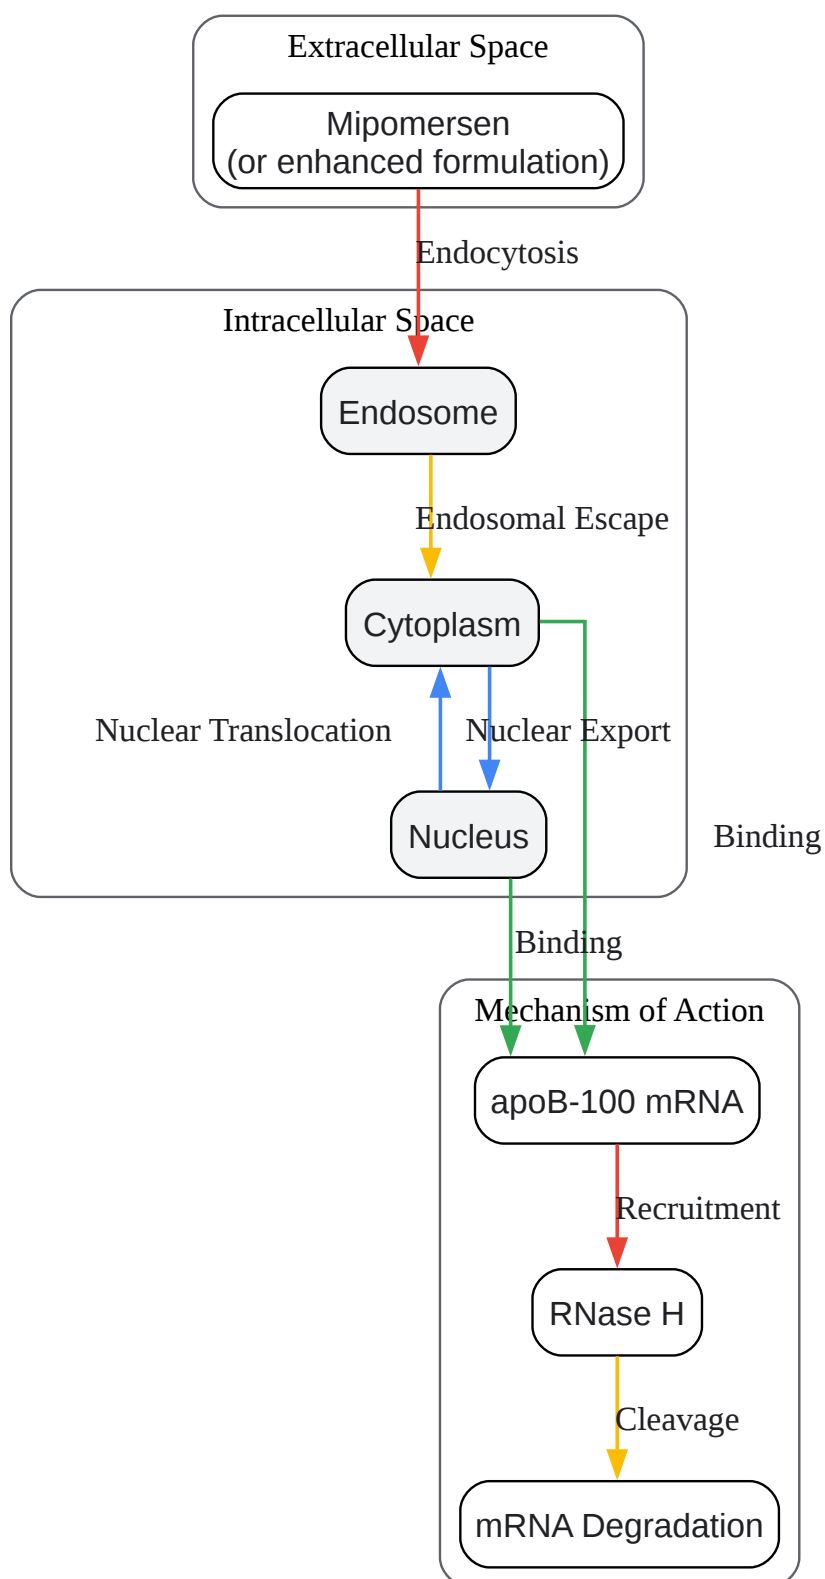 Extracellular Space
Mipomersen
(or enhanced formulation)
Endocytosis
Intracellular Space
Endosome
Endosomal Escape
Cytoplasm
Nuclear Translocation
Nuclear Export
Nucleus
Binding
Binding
Mechanism of Action
apoB-100 mRNA
Recruitment
RNase H
Cleavage
mRNA Degradation